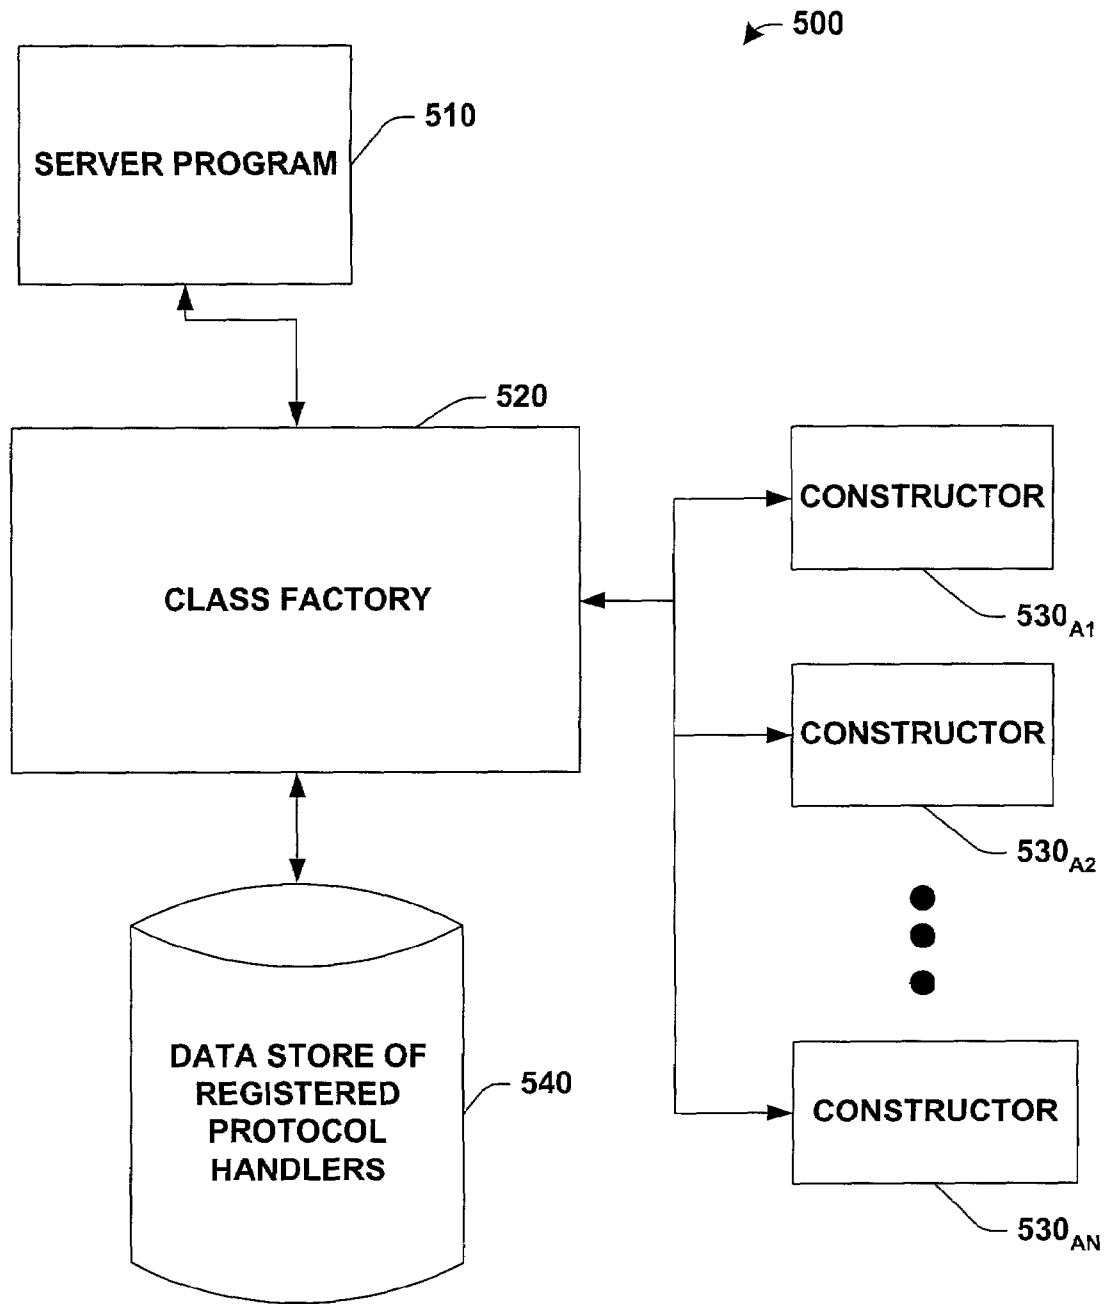 500
510
SERVER PROGRAM
520
CLASS FACTORY
CONSTRUCTOR
530A1
CONSTRUCTOR
530A2
DATA STORE OF
REGISTERED
PROTOCOL
HANDLERS
540
CONSTRUCTOR
530AN